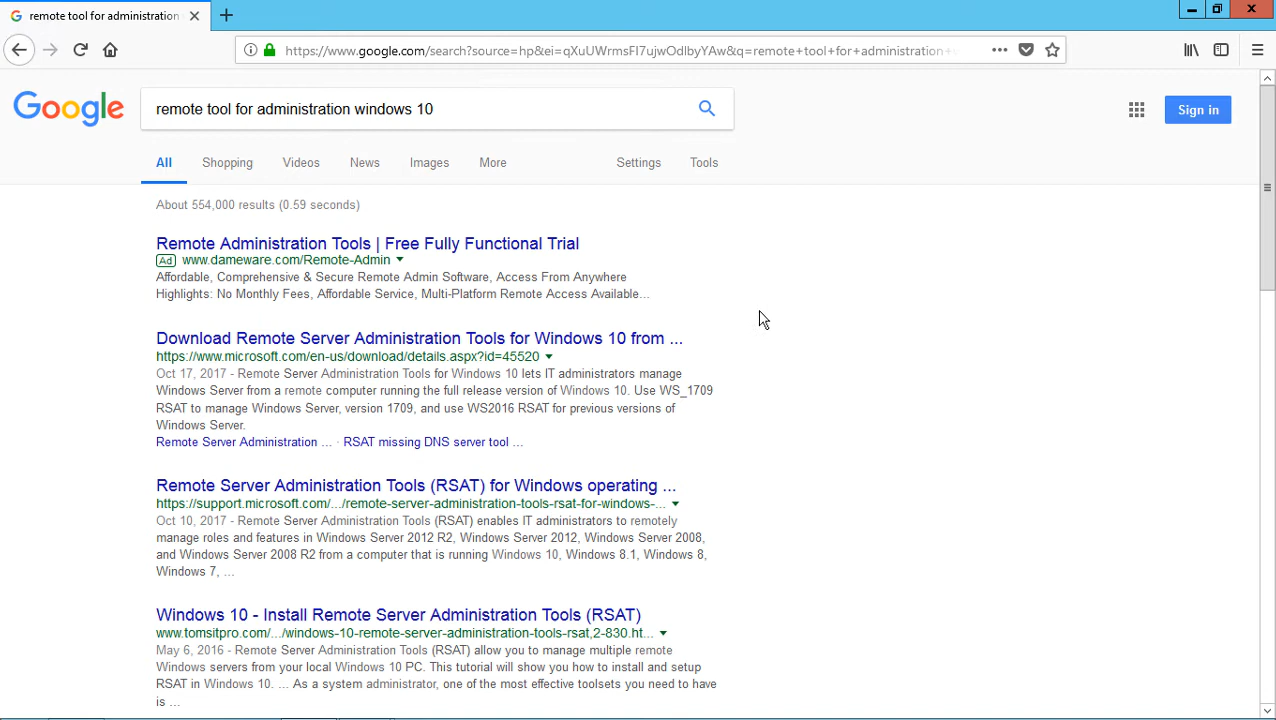 remote tool for administration
https://www.google.com/search?source=hp&ei=qXuUWrmsFI7ujwOdlbyYAw&q=remote+tool+for+administration+
Google
remote tool for administration windows 10
Sign in
All Shopping Videos News Images More Settings Tools
About 554,000 results (0.59 seconds)
Remote Administration Tools | Free Fully Functional Trial
Ad www.dameware.com/Remote-Admin
Affordable, Comprehensive & Secure Remote Admin Software, Access From Anywhere
Highlights: No Monthly Fees, Affordable Service, Multi-Platform Remote Access Available...
Download Remote Server Administration Tools for Windows 10 from ...
https://www.microsoft.com/en-us/download/details.aspx?id=45520
Oct 17, 2017 - Remote Server Administration Tools for Windows 10 lets IT administrators manage
Windows Server from a remote computer running the full release version of Windows 10. Use WS_1709
RSAT to manage Windows Server, version 1709, and use WS2016 RSAT for previous versions of
Windows Server.
Remote Server Administration ... · RSAT missing DNS server tool ...
Remote Server Administration Tools (RSAT) for Windows operating ...
https://support.microsoft.com/.../remote-server-administration-tools-rsat-for-windows-...
Oct 10, 2017 - Remote Server Administration Tools (RSAT) enables IT administrators to remotely
manage roles and features in Windows Server 2012 R2, Windows Server 2012, Windows Server 2008,
and Windows Server 2008 R2 from a computer that is running Windows 10, Windows 8.1, Windows 8,
Windows 7, ...
Windows 10 - Install Remote Server Administration Tools (RSAT)
www.tomsitpro.com/.../windows-10-remote-server-administration-tools-rsat,2-830.ht...
May 6, 2016 - Remote Server Administration Tools (RSAT) allow you to manage multiple remote
Windows servers from your local Windows 10 PC. This tutorial will show you how to install and setup
RSAT in Windows 10. ... As a system administrator, one of the most effective toolsets you need to have
is ...